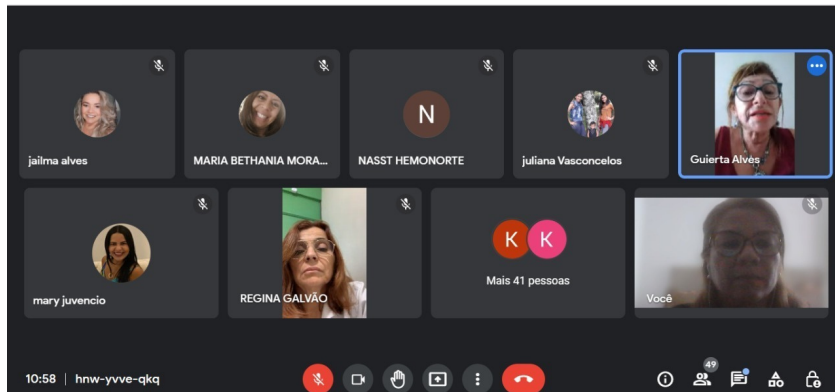 N
jailma alves
MARIA BETHANIA MORA...
NASST HEMONORTE
juliana Vasconcelos
Guierta Alves
K K
Mais 41 pessoas
mary juvencio
REGINA GALVÃO
Você
49
10:58 | hnw-yvve-qkq